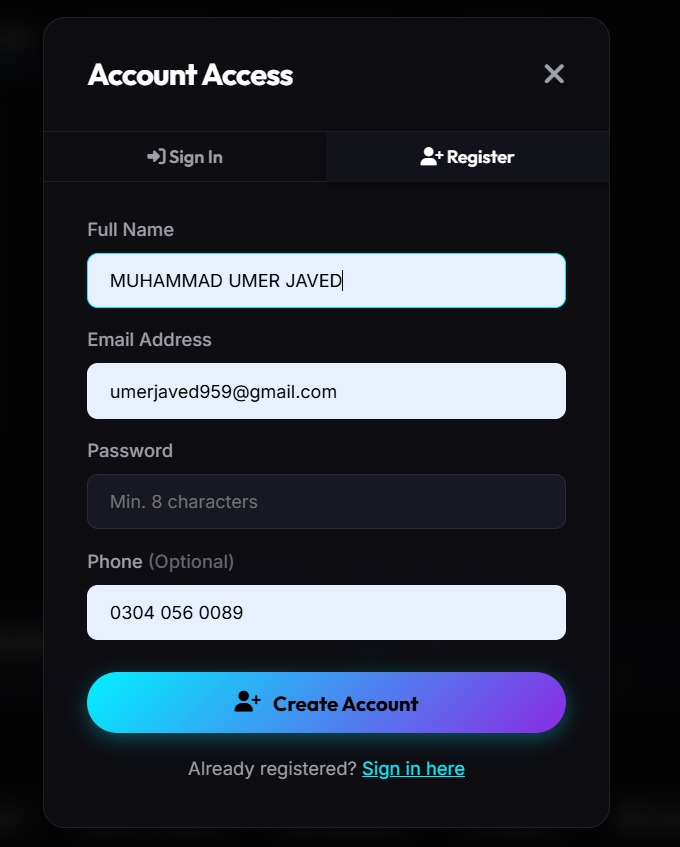 Account Access
Sign In
Register
Full Name
MUHAMMAD UMER JAVED
Email Address
umerjaved959@gmail.com
Password
Min. 8 characters
Phone (Optional)
0304 056 0089
Create Account
Already registered? Sign in here